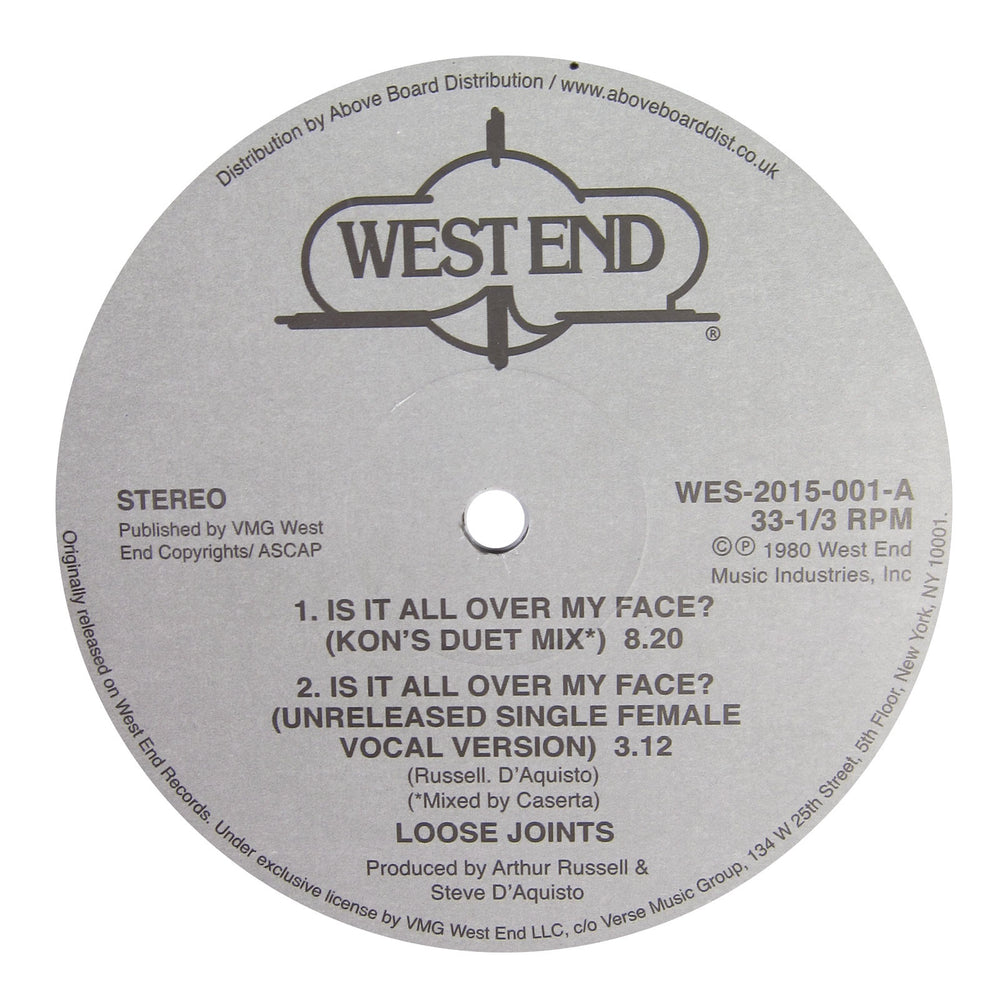 Distribution by Above Board Distribution / www.aboveboarddist.co.uk
WEST END
®
STEREO
Published by VMG West
End Copyrights/ ASCAP
WES-2015-001-A
33-1/3 RPM
©℗ 1980 West End
Music Industries, Inc
1. IS IT ALL OVER MY FACE?
(KON'S DUET MIX*) 8.20
2. IS IT ALL OVER MY FACE?
(UNRELEASED SINGLE FEMALE
VOCAL VERSION) 3.12
(Russell. D'Aquisto)
(*Mixed by Caserta)
LOOSE JOINTS
Produced by Arthur Russell &
Steve D'Aquisto
Originally released on West End Records. Under exclusive license by VMG West End LLC, c/o Verse Music Group, 134 W 25th Street, 5th Floor, New York, NY 10001.